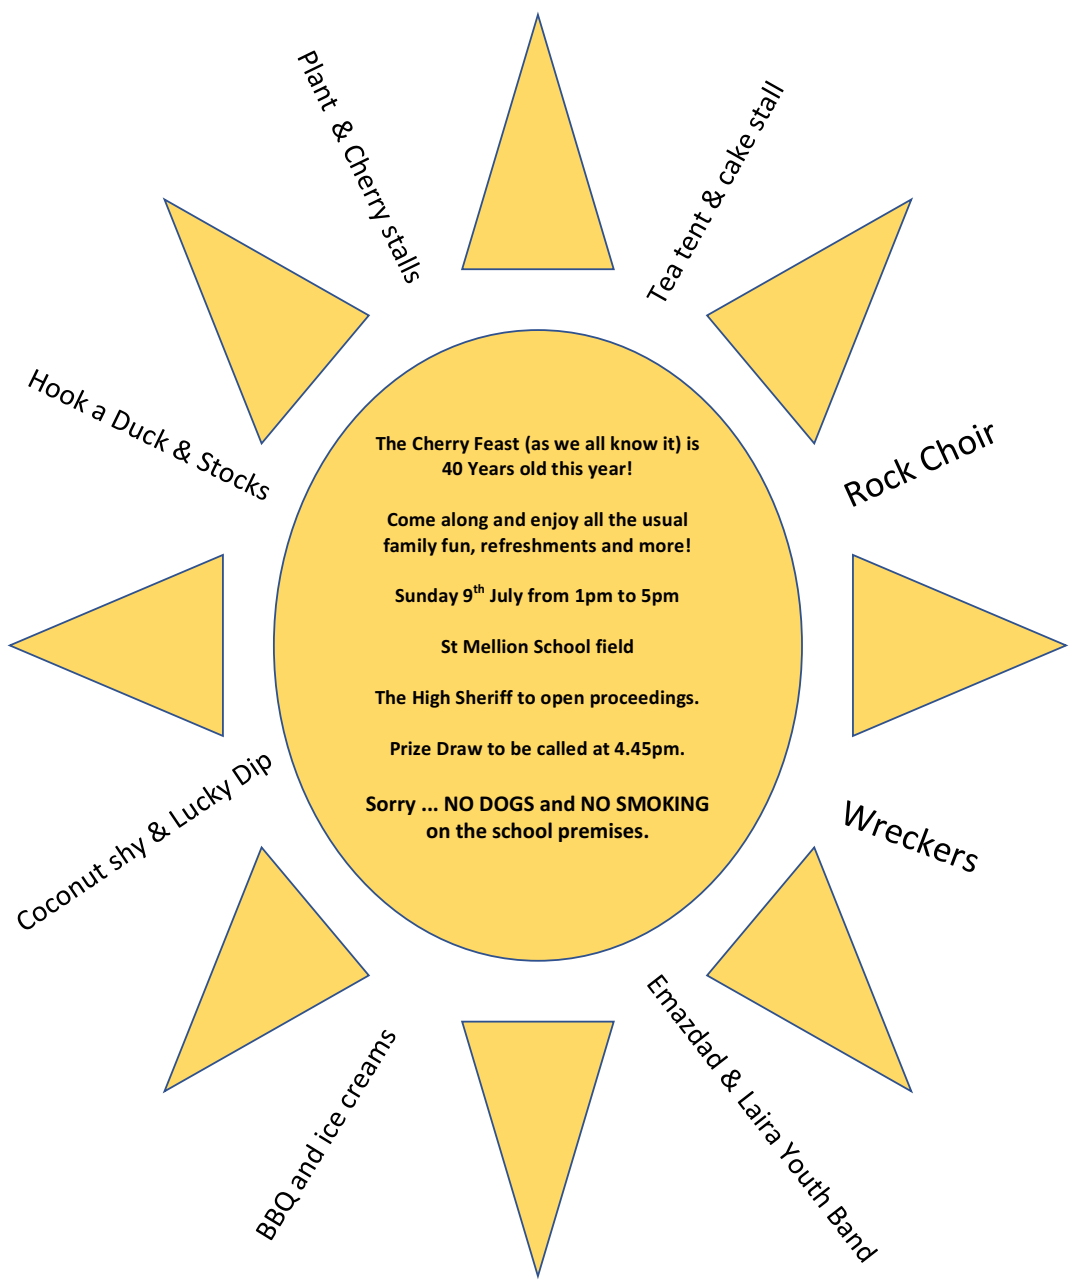 Plant & Cherry stalls
Tea tent & cake stall
Hook a Duck & Stocks
Rock Choir
The Cherry Feast (as we all know it) is
40 Years old this year!
Come along and enjoy all the usual
family fun, refreshments and more!
Sunday 9th July from 1pm to 5pm
St Mellion School field
The High Sheriff to open proceedings.
Prize Draw to be called at 4.45pm.
Sorry ... NO DOGS and NO SMOKING
on the school premises.
Coconut shy & Lucky Dip
Wreckers
BBQ and ice creams
Emazdad & Laira Youth Band